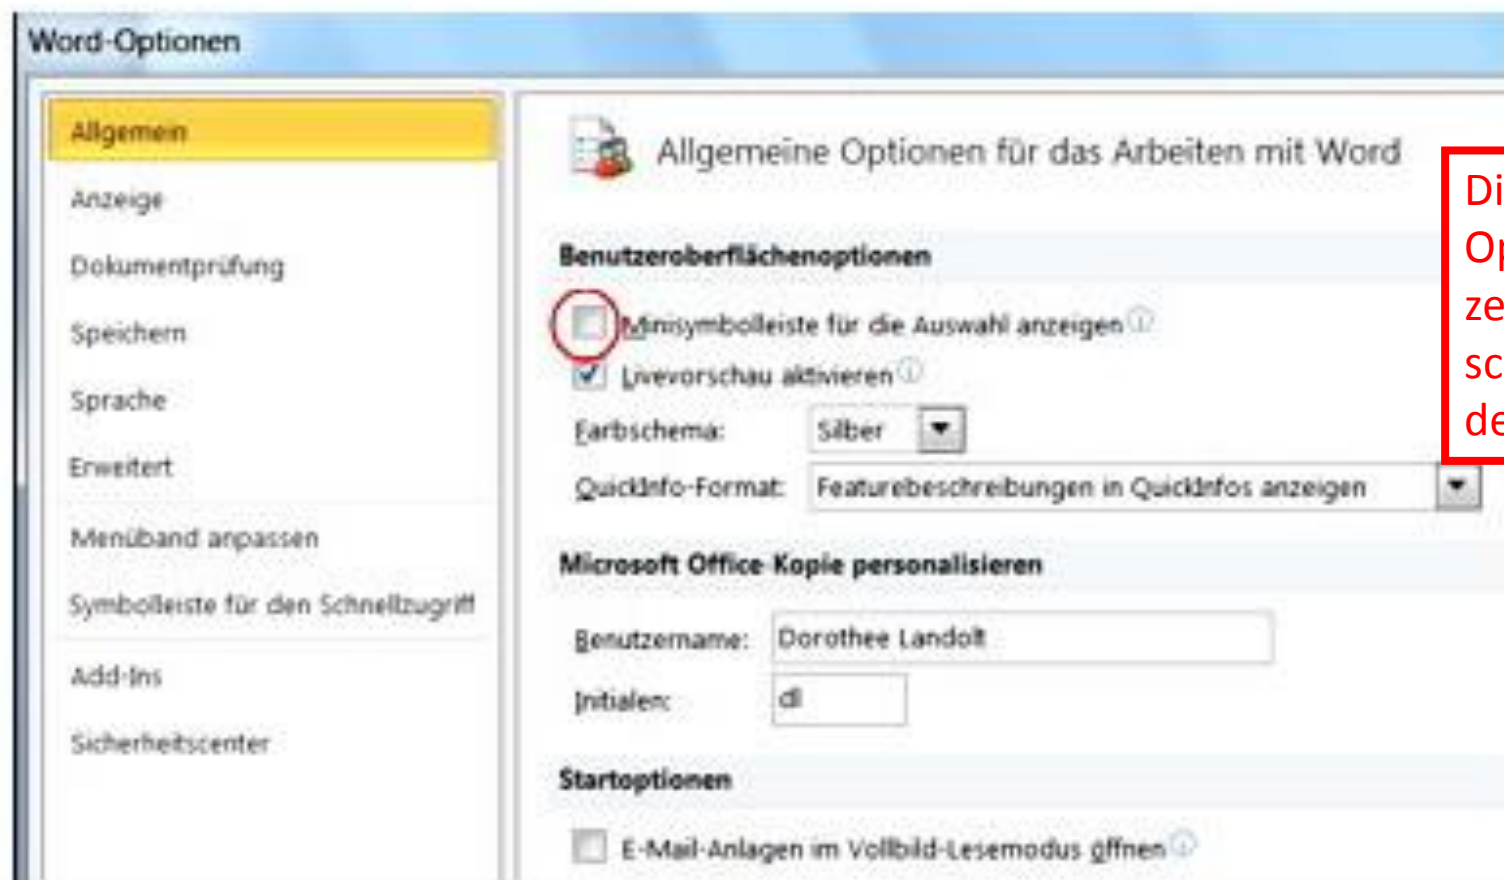 Word-Optionen
Allgemein
Anzeige
Dokumentprüfung
Speichern
Sprache
Erweitert
Menüband anpassen
Symbolleiste für den Schnellzugriff
Add-Ins
Sicherheitscenter
Allgemeine Optionen für das Arbeiten mit Word
Benutzeroberflächenoptionen
Minisymbolleiste für die Auswahl anzeigen
Livevorschau aktivieren
Farbschema: Silber
QuickInfo-Format: Featurebeschreibungen in QuickInfos anzeigen
Microsoft Office-Kopie personalisieren
Benutzername: Dorothee Landolt
Initialen: dl
Startoptionen
E-Mail-Anlagen im Vollbild-Lesemodus öffnen